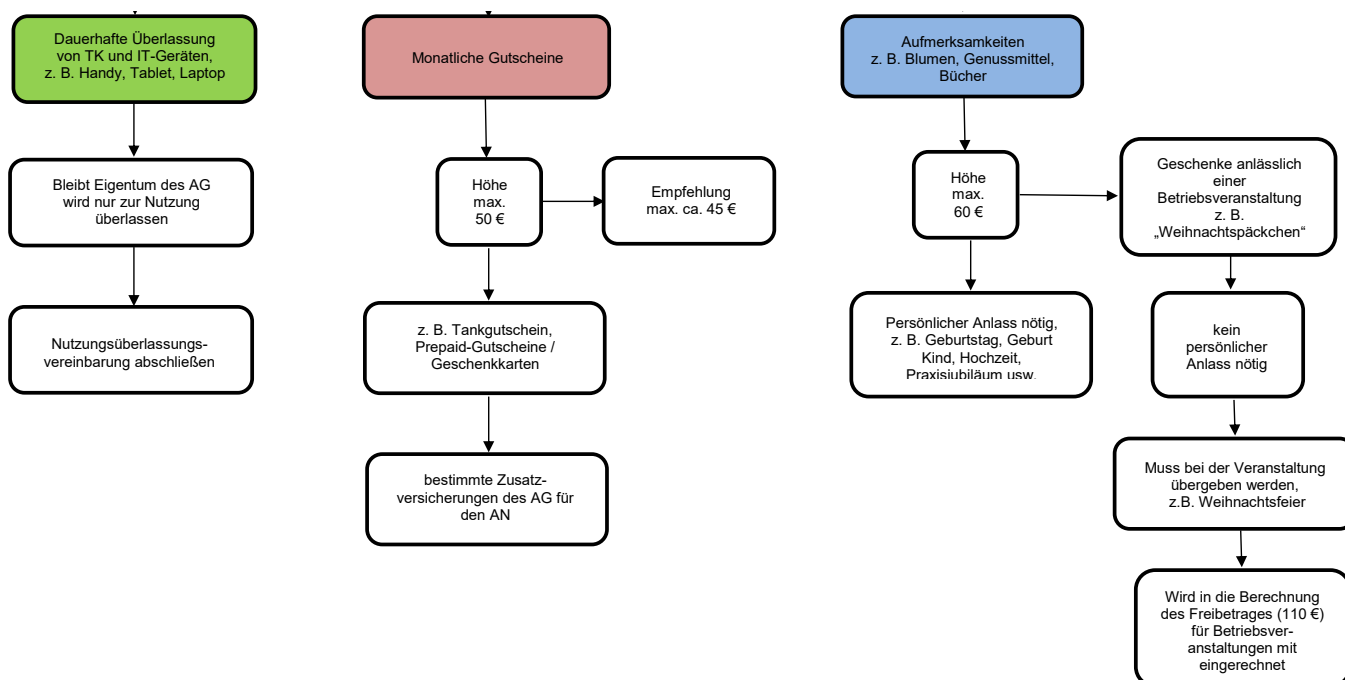 Dauerhafte Überlassung
von TK und IT-Geräten,
z. B. Handy, Tablet, Laptop
Bleibt Eigentum des AG
wird nur zur Nutzung
überlassen
Nutzungsüberlassungs-
vereinbarung abschließen
Monatliche Gutscheine
Höhe
max.
50 €
Empfehlung
max. ca. 45 €
z. B. Tankgutschein,
Prepaid-Gutscheine /
Geschenkkarten
bestimmte Zusatz-
versicherungen des AG für
den AN
Aufmerksamkeiten
z. B. Blumen, Genussmittel,
Bücher
Höhe
max.
60 €
Persönlicher Anlass nötig,
z. B. Geburtstag, Geburt
Kind, Hochzeit,
Praxisjubiläum usw.
Geschenke anlässlich
einer
Betriebsveranstaltung
z. B.
„Weihnachtspäckchen“
kein
persönlicher
Anlass nötig
Muss bei der Veranstaltung
übergeben werden,
z.B. Weihnachtsfeier
Wird in die Berechnung
des Freibetrages (110 €)
für Betriebsver-
anstaltungen mit
eingerechnet